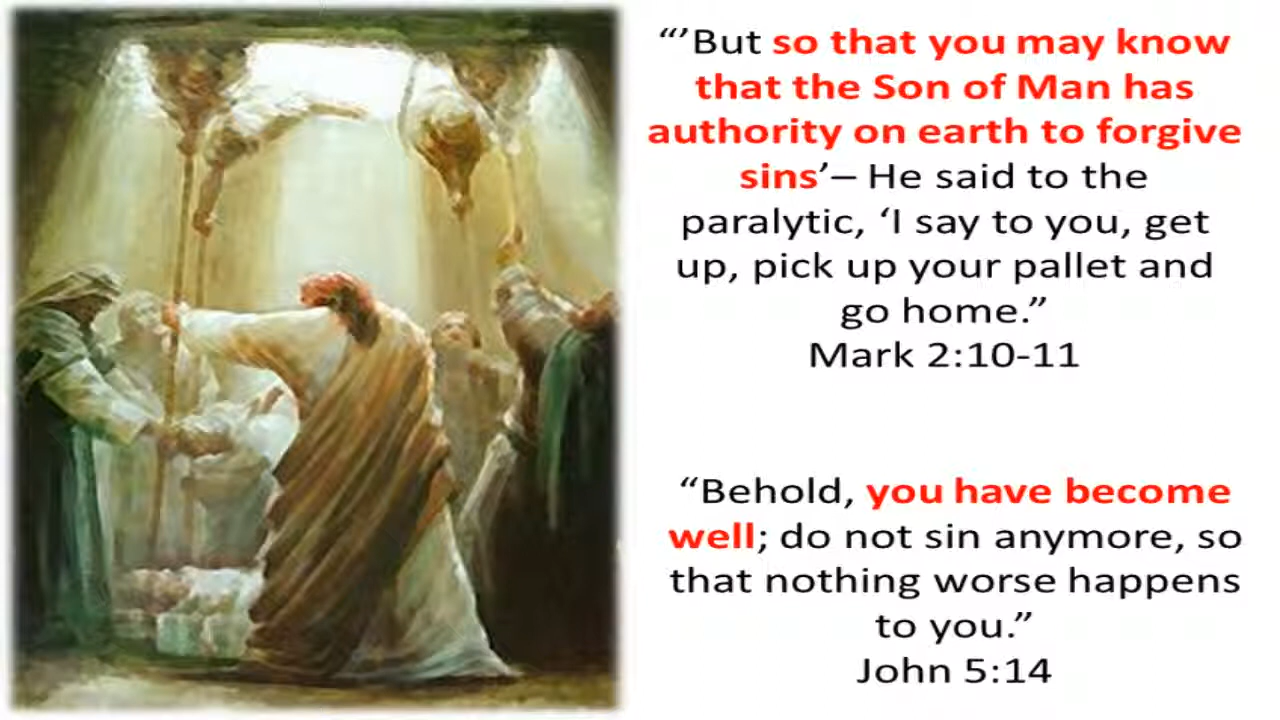 “’But so that you may know
that the Son of Man has
authority on earth to forgive
sins’– He said to the
paralytic, ‘I say to you, get
up, pick up your pallet and
go home.”
Mark 2:10-11
“Behold, you have become
well; do not sin anymore, so
that nothing worse happens
to you.”
John 5:14